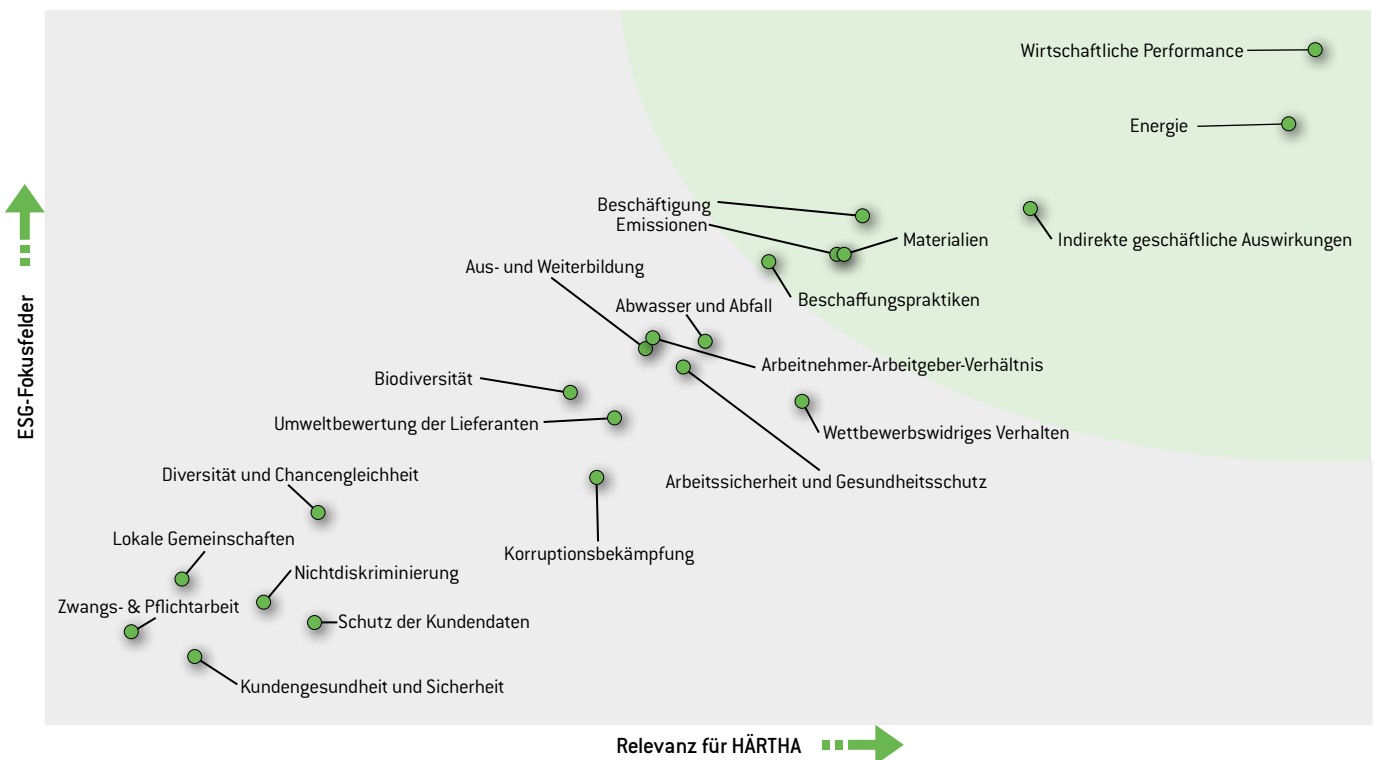 Wirtschaftliche Performance
Energie
Beschäftigung
Emissionen
Materialien
Indirekte geschäftliche Auswirkungen
Aus- und Weiterbildung
Beschaffungspraktiken
Abwasser und Abfall
Arbeitnehmer-Arbeitgeber-Verhältnis
Biodiversität
Umweltbewertung der Lieferanten
Wettbewerbswidriges Verhalten
Diversität und Chancengleichheit
Arbeitssicherheit und Gesundheitsschutz
Lokale Gemeinschaften
Korruptionsbekämpfung
Nichtdiskriminierung
Zwangs- & Pflichtarbeit
Schutz der Kundendaten
Kundengesundheit und Sicherheit
ESG-Fokusfelder
Relevanz für HÄRTHA